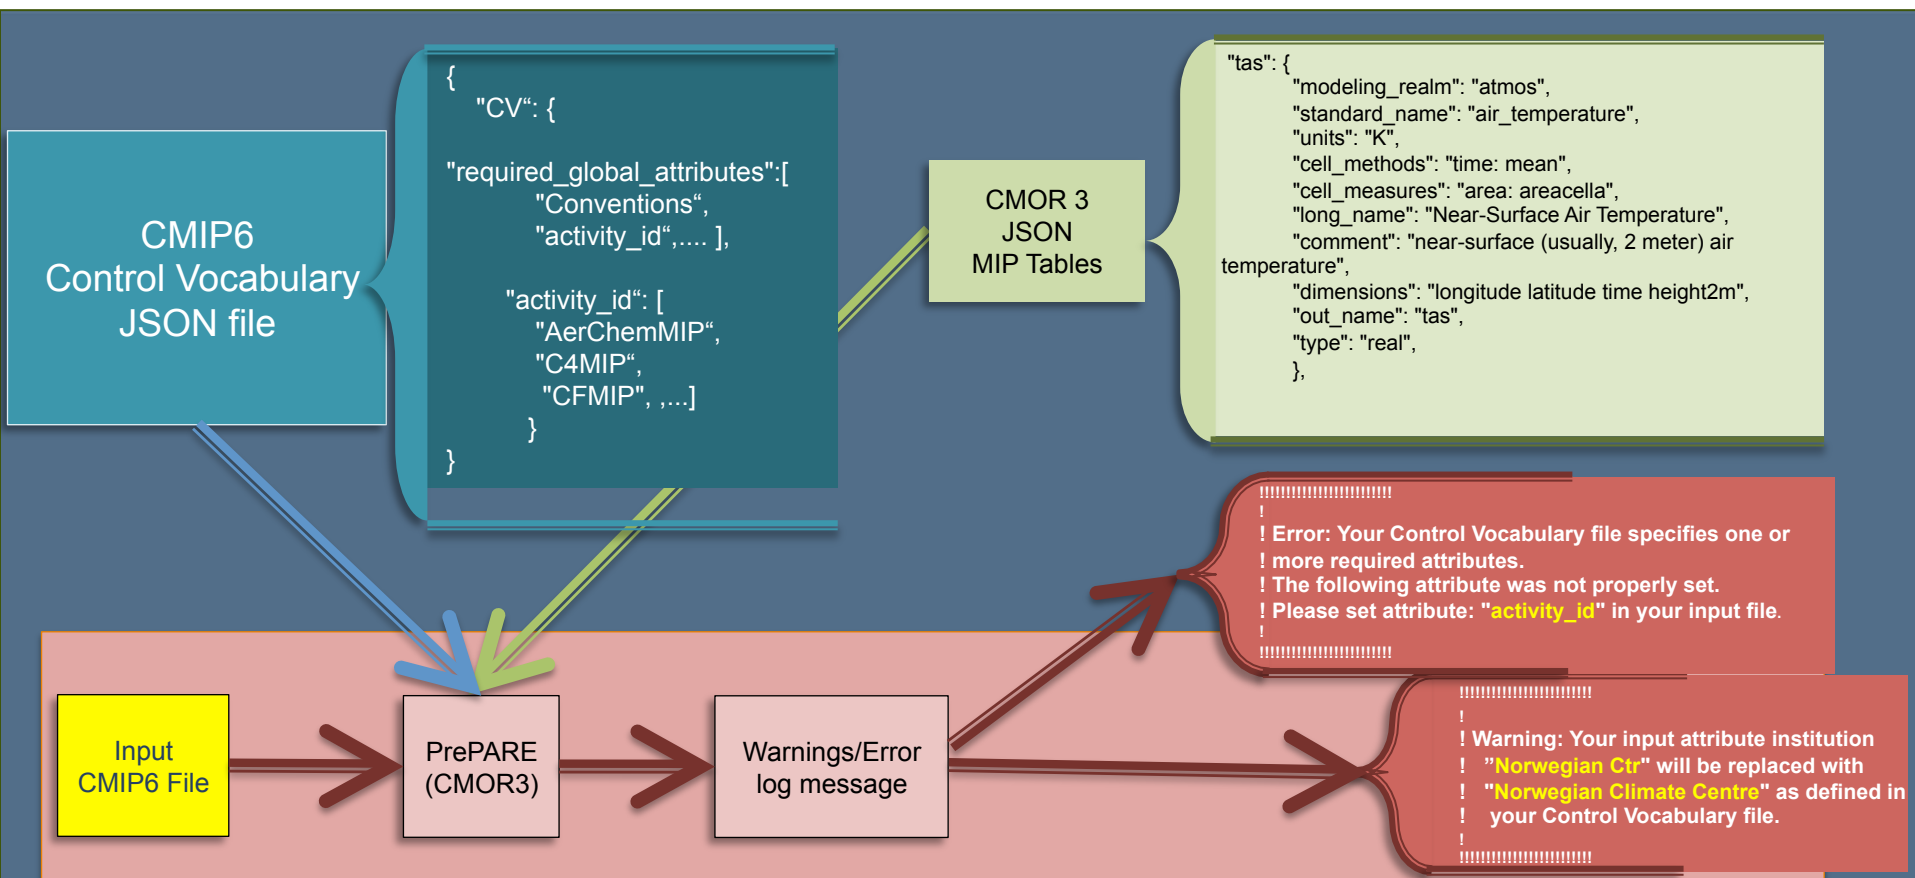 CMIP6
Control Vocabulary
JSON file
{
"CV“: {
"required_global_attributes":[
"Conventions“,
"activity_id“,.... ],
"activity_id“: [
"AerChemMIP“,
"C4MIP“,
"CFMIP", ,...]
}
}
CMOR 3
JSON
MIP Tables
"tas": {
"modeling_realm": "atmos",
"standard_name": "air_temperature",
"units": "K",
"cell_methods": "time: mean",
"cell_measures": "area: areacella",
"long_name": "Near-Surface Air Temperature",
"comment": "near-surface (usually, 2 meter) air
temperature",
"dimensions": "longitude latitude time height2m",
"out_name": "tas",
"type": "real",
},
Input
CMIP6 File
PrePARE
(CMOR3)
Warnings/Error
log message
!!!!!!!!!!!!!!!!!!!!!!!!!
!
! Error: Your Control Vocabulary file specifies one or
! more required attributes.
! The following attribute was not properly set.
! Please set attribute: "activity_id" in your input file.
!
!!!!!!!!!!!!!!!!!!!!!!!!!
!!!!!!!!!!!!!!!!!!!!!!!!!
!
! Warning: Your input attribute institution
! ”Norwegian Ctr" will be replaced with
! "Norwegian Climate Centre" as defined in
! your Control Vocabulary file.
!
!!!!!!!!!!!!!!!!!!!!!!!!!